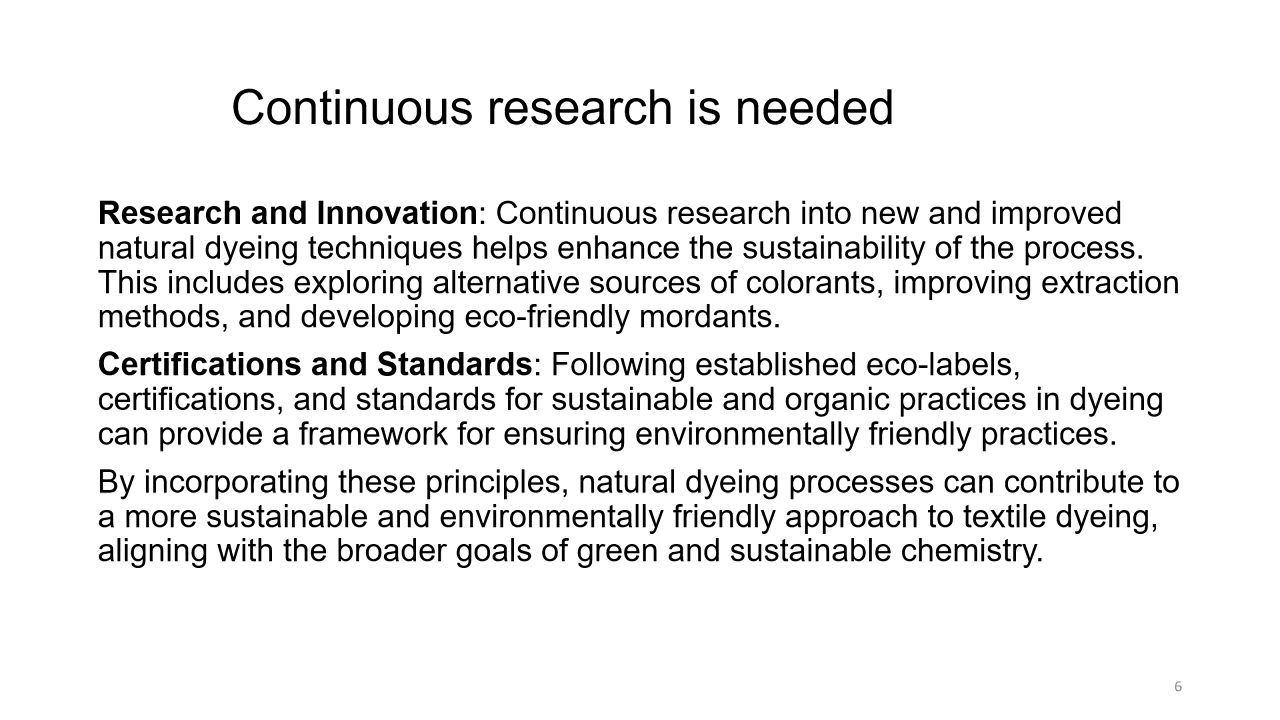 Continuous research is needed
Research and Innovation: Continuous research into new and improved
natural dyeing techniques helps enhance the sustainability of the process.
This includes exploring alternative sources of colorants, improving extraction
methods, and developing eco-friendly mordants.
Certifications and Standards: Following established eco-labels,
certifications, and standards for sustainable and organic practices in dyeing
can provide a framework for ensuring environmentally friendly practices.
By incorporating these principles, natural dyeing processes can contribute to
a more sustainable and environmentally friendly approach to textile dyeing,
aligning with the broader goals of green and sustainable chemistry.
6